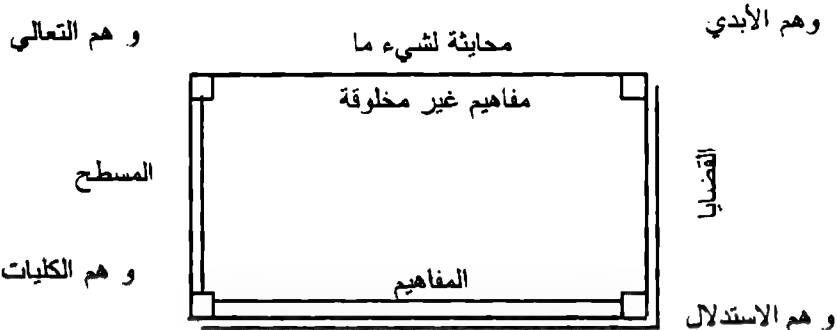 وهم الأبدي
محايثة لشيء ما
و هم التعالي
مفاهيم غير مخلوقة
القضايا
المسطح
المفاهيم
و هم الكليات
و هم الاستدلال